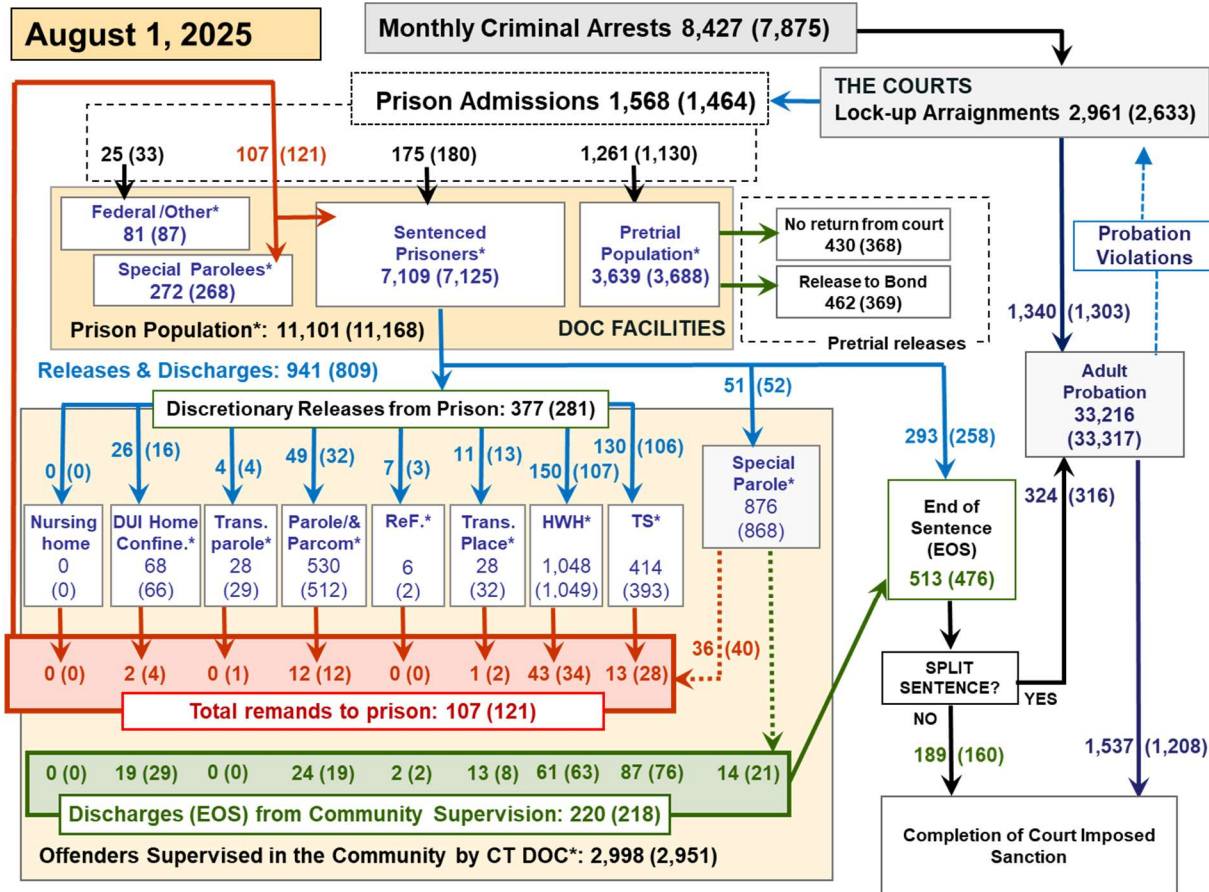 August 1, 2025
Monthly Criminal Arrests 8,427 (7,875)
THE COURTS
Lock-up Arraignments 2,961 (2,633)
Prison Admissions 1,568 (1,464)
25 (33)
107 (121)
175 (180)
1,261 (1,130)
Federal /Other*
81 (87)
Special Parolees*
272 (268)
Sentenced
Prisoners*
7,109 (7,125)
Pretrial
Population*
3,639 (3,688)
No return from court
430 (368)
Release to Bond
462 (369)
Pretrial releases
Probation
Violations
Prison Population*: 11,101 (11,168)
DOC FACILITIES
1,340 (1,303)
Releases & Discharges: 941 (809)
51 (52)
Adult
Probation
33,216
(33,317)
Discretionary Releases from Prison: 377 (281)
0 (0)
26 (16)
4 (4)
49 (32)
7 (3)
11 (13)
150 (107)
130 (106)
293 (258)
324 (316)
Nursing
home
0
(0)
DUI Home
Confine.*
68
(66)
Trans.
parole*
28
(29)
Parole/&
Parcom*
530
(512)
ReF.*
6
(2)
Trans.
Place*
28
(32)
HWH*
1,048
(1,049)
TS*
414
(393)
Special
Parole*
876
(868)
End of
Sentence
(EOS)
513 (476)
0 (0)
2 (4)
0 (1)
12 (12)
0 (0)
1 (2)
43 (34)
13 (28)
36 (40)
Total remands to prison: 107 (121)
SPLIT
SENTENCE?
YES
NO
189 (160)
1,537 (1,208)
0 (0)
19 (29)
0 (0)
24 (19)
2 (2)
13 (8)
61 (63)
87 (76)
14 (21)
Discharges (EOS) from Community Supervision: 220 (218)
Offenders Supervised in the Community by CT DOC*: 2,998 (2,951)
Completion of Court Imposed
Sanction